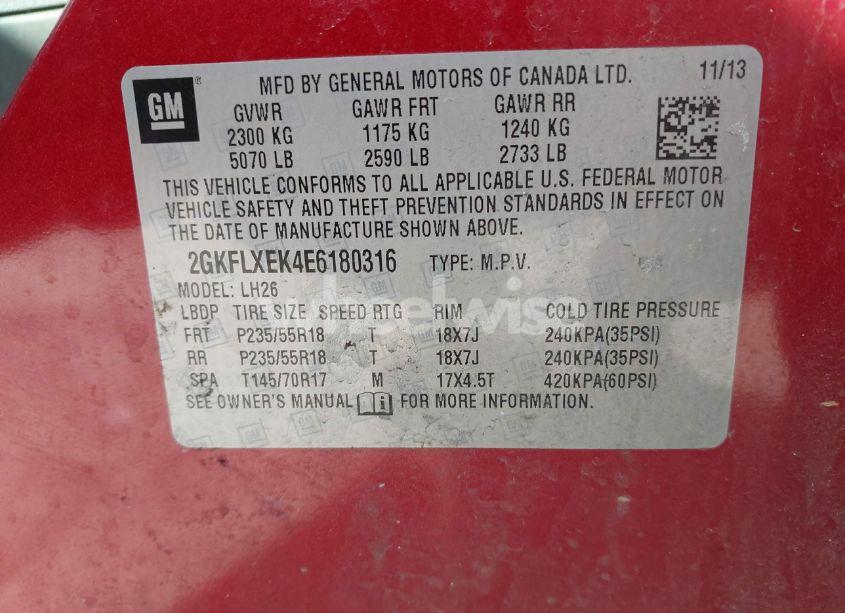 GM ® MFD BY GENERAL MOTORS OF CANADA LTD. 11/13
GVWR GAWR FRT GAWR RR
2300 KG 1175 KG 1240 KG
5070 LB 2590 LB 2733 LB
THIS VEHICLE CONFORMS TO ALL APPLICABLE U.S. FEDERAL MOTOR
VEHICLE SAFETY AND THEFT PREVENTION STANDARDS IN EFFECT ON
THE DATE OF MANUFACTURE SHOWN ABOVE.
2GKFLXEK4E6180316 TYPE: M.P.V.
MODEL: LH26
wheelwise
LBDP TIRE SIZE SPEED RTG RIM COLD TIRE PRESSURE
FRT P235/55R18 T 18X7J 240KPA(35PSI)
RR P235/55R18 T 18X7J 240KPA(35PSI)
SPA T145/70R17 M 17X4.5T 420KPA(60PSI)
SEE OWNER'S MANUAL FOR MORE INFORMATION.